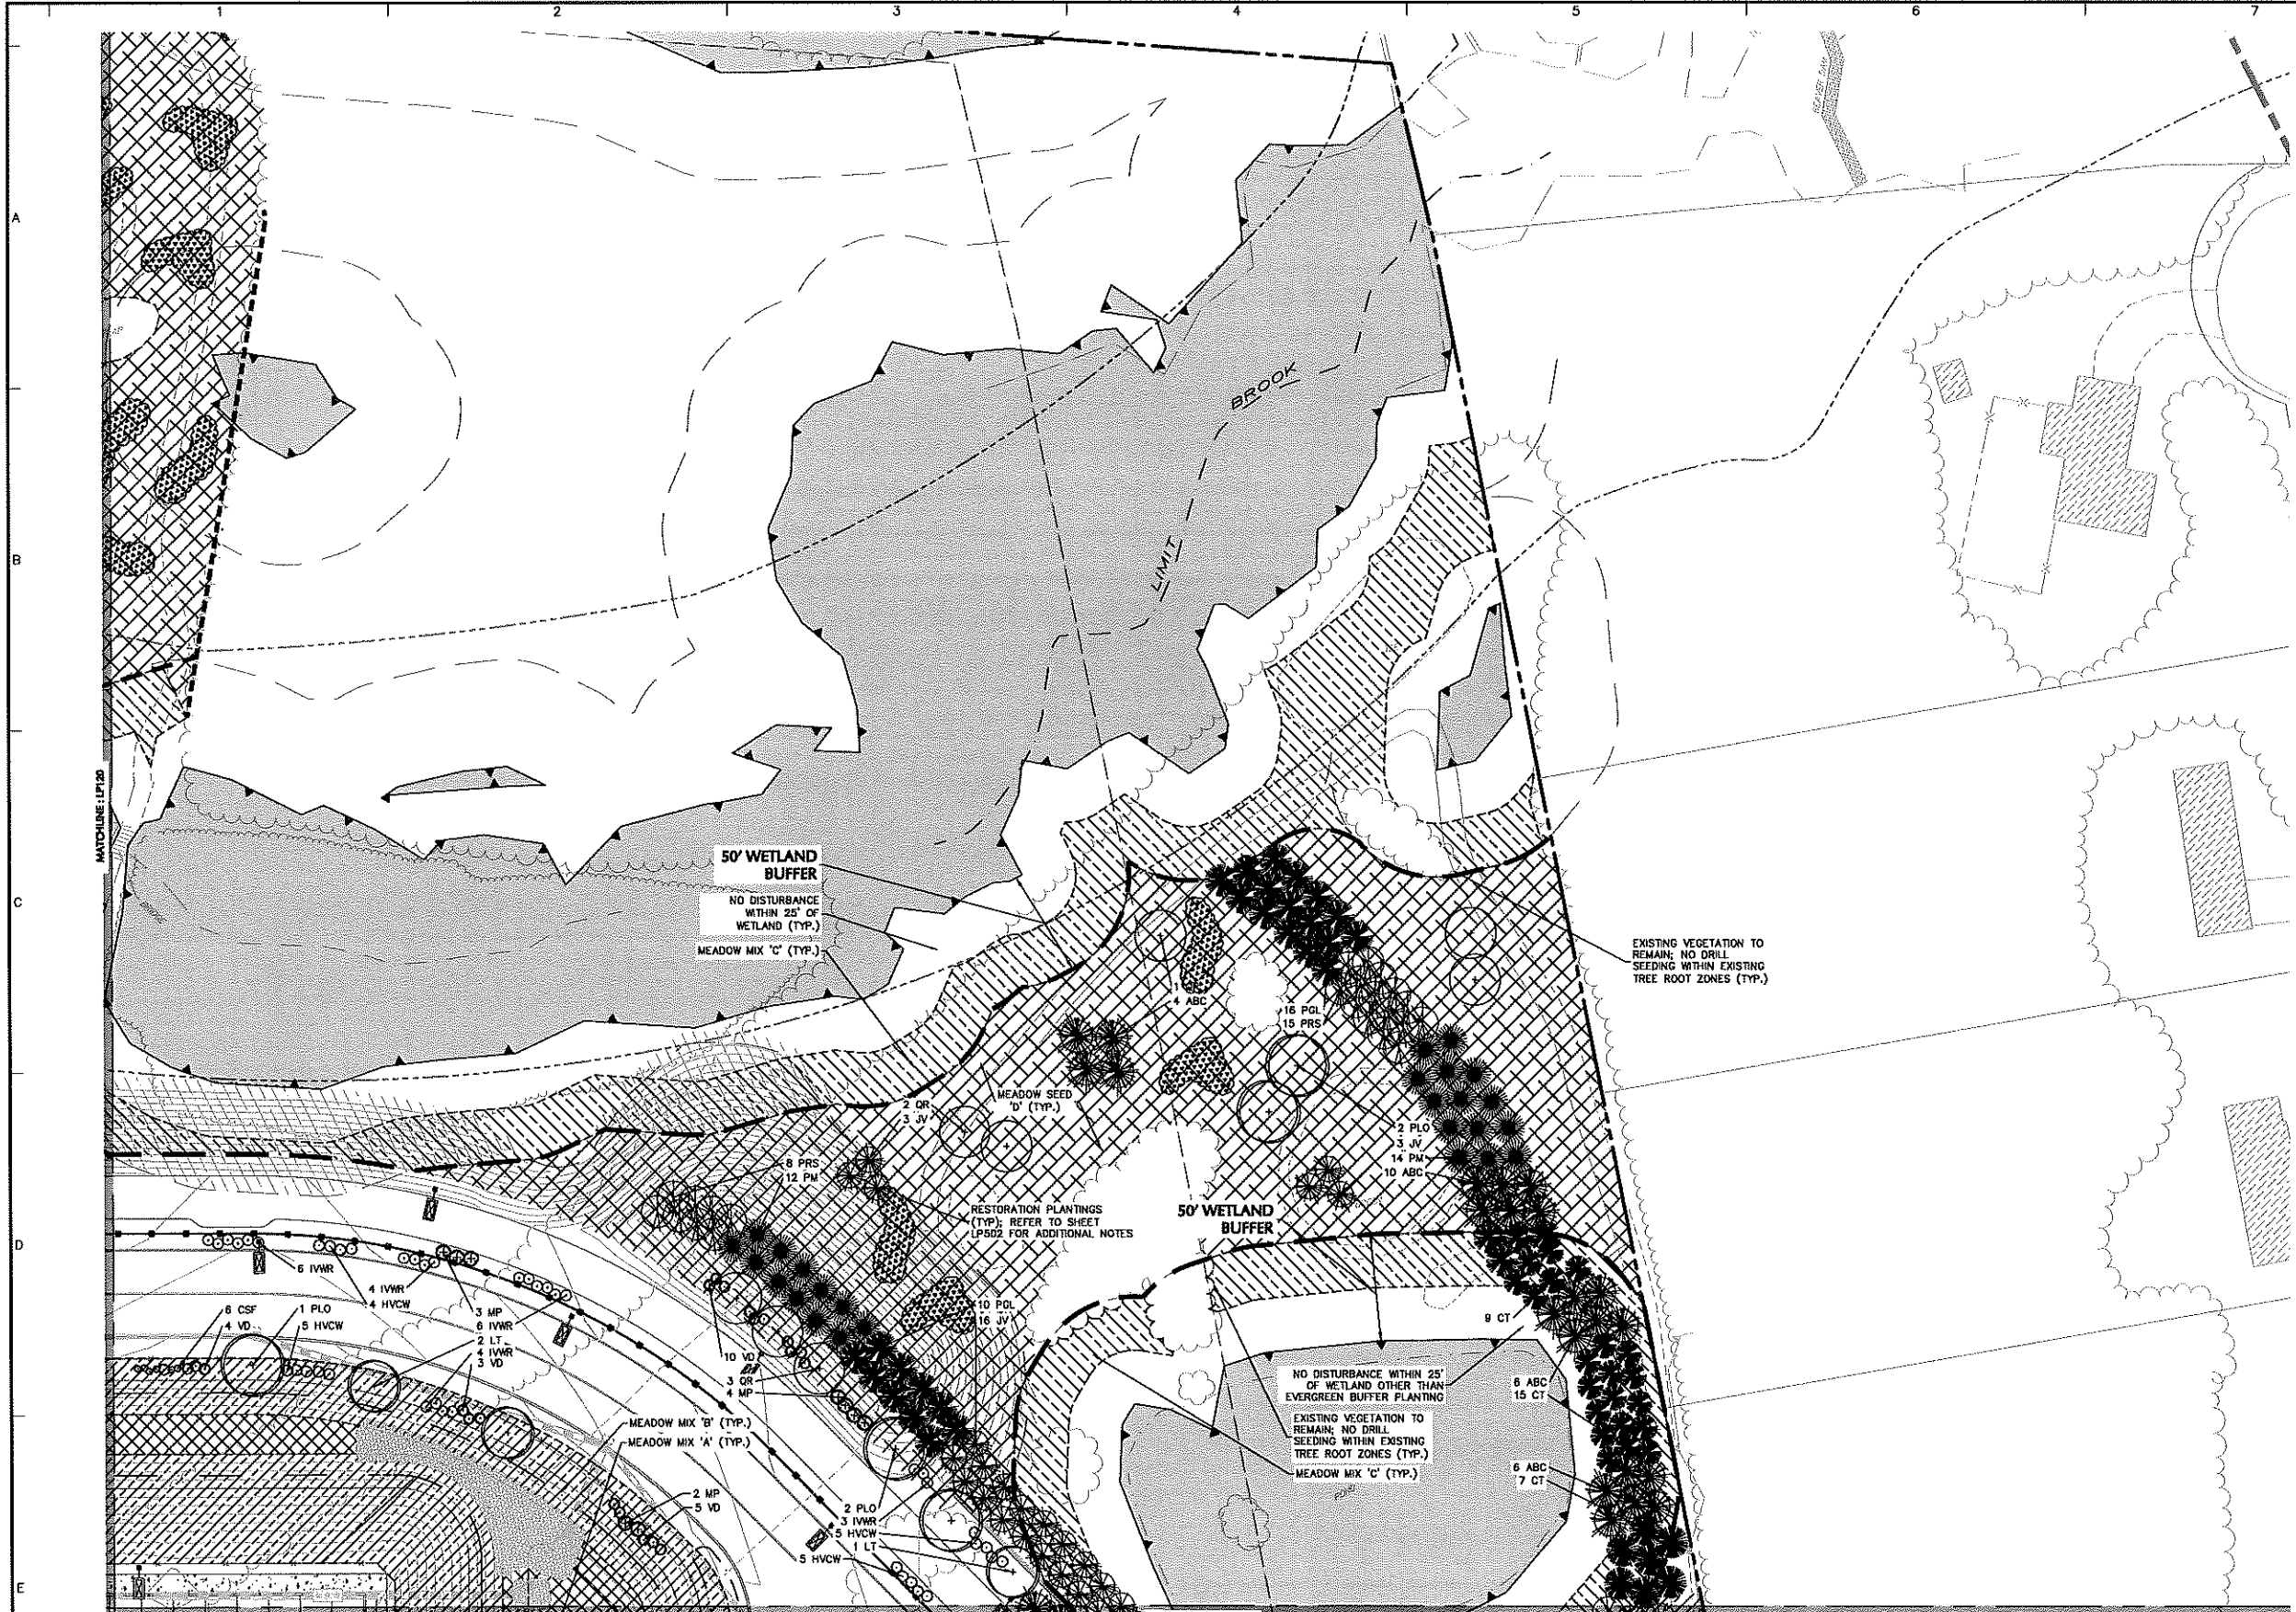 1
2
3
4
5
6
7
A
B
C
D
E
MATCHLINE: LP120
BROOK
LIMIT
50' WETLAND
BUFFER
NO DISTURBANCE
WITHIN 25' OF
WETLAND (TYP.)
MEADOW MIX 'C' (TYP.)
EXISTING VEGETATION TO
REMAIN; NO DRILL
SEEDING WITHIN EXISTING
TREE ROOT ZONES (TYP.)
1
4 ABC
16 PGL
15 PRS
MEADOW SEED
'D' (TYP.)
2 QR
3 JV
2 PLO
3 JV
14 PM
10 ABC
8 PRS
12 PM
RESTORATION PLANTINGS
(TYP); REFER TO SHEET
LP502 FOR ADDITIONAL NOTES
50' WETLAND
BUFFER
6 IVWR
4 IVWR
4 HVCW
3 MP
6 IVWR
2 LT
4 IVWR
3 VD
6 CSF
4 VD
1 PLO
5 HVCW
10 PGL
16 JV
9 CT
10 VD
3 QR
4 MP
NO DISTURBANCE WITHIN 25'
OF WETLAND OTHER THAN
EVERGREEN BUFFER PLANTING
6 ABC
15 CT
EXISTING VEGETATION TO
REMAIN; NO DRILL
SEEDING WITHIN EXISTING
TREE ROOT ZONES (TYP.)
MEADOW MIX 'C' (TYP.)
MEADOW MIX 'B' (TYP.)
MEADOW MIX 'A' (TYP.)
6 ABC
7 CT
2 MP
5 VD
2 PLO
3 IVWR
5 HVCW
1 LT
5 HVCW
POND